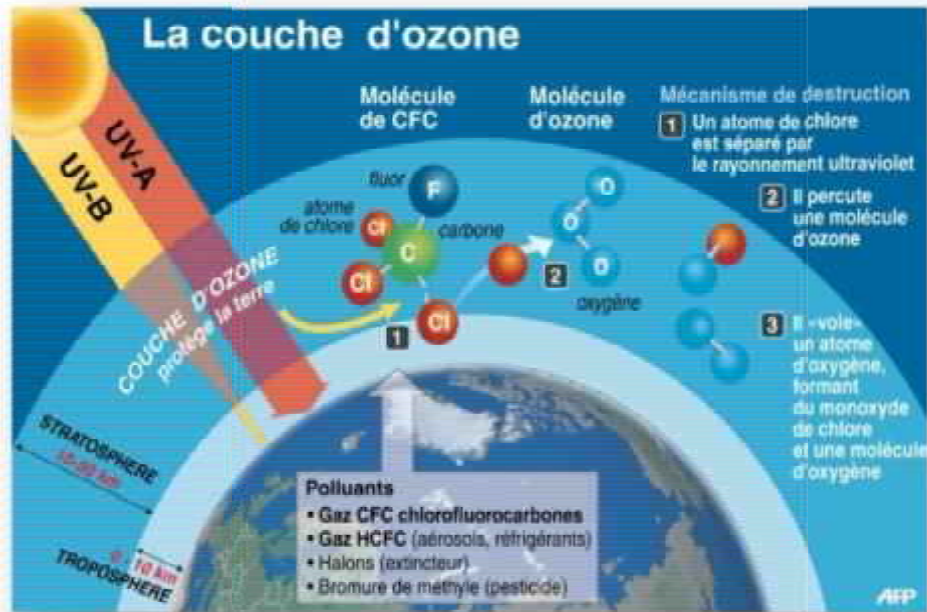 La couche d'ozone
UV-A
UV-B
COUCHE D'OZONE
protège la terre
STRATOSPHERE
TROPOSPHERE
0
10 km
Molécule
de CFC
fluor
F
atome
de chlore
Cl
C
carbone
Cl
Cl
1
Molécule
d'ozone
O
O
O
2
oxygène
Mécanisme de destruction
1 Un atome de chlore
est séparé par
le rayonnement ultraviolet
2 Il percute
une molécule
d'ozone
3 Il «vole»
un atome
d'oxygène,
formant
du monoxyde
de chlore
et une molécule
d'oxygène
Polluants
• Gaz CFC chlorofluorocarbones
• Gaz HCFC (aérosols, réfrigérants)
• Halons (extincteur)
• Bromure de méthyle (pesticide)
AFP